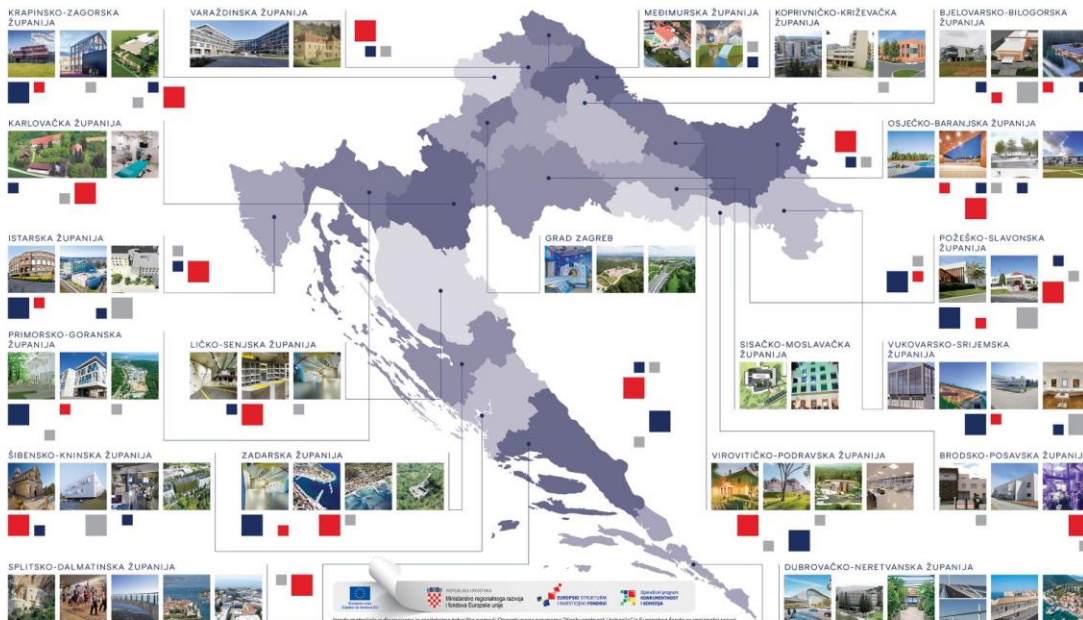 KRAPINSKO-ZAGORSKA
ŽUPANIJA
VARAŽDINSKA ŽUPANIJA
MEĐIMURSKA ŽUPANIJA
KOPRIVNIČKO-KRIŽEVAČKA
ŽUPANIJA
BJELOVARSKO-BILOGORSKA
ŽUPANIJA
KARLOVAČKA ŽUPANIJA
OSJEČKO-BARANJSKA ŽUPANIJA
ISTARSKA ŽUPANIJA
GRAD ZAGREB
POŽEŠKO-SLAVONSKA
ŽUPANIJA
PRIMORSKO-GORANSKA
ŽUPANIJA
LIČKO-SENJSKA ŽUPANIJA
SISAČKO-MOSLAVAČKA
ŽUPANIJA
VUKOVARSKO-SRIJEMSKA
ŽUPANIJA
ŠIBENSKO-KNINSKA ŽUPANIJA
ZADARSKA ŽUPANIJA
VIROVITIČKO-PODRAVSKA ŽUPANIJA
BRODSKO-POSAVSKA ŽUPANIJA
SPLITSKO-DALMATINSKA ŽUPANIJA
DUBROVAČKO-NERETVANSKA ŽUPANIJA
REPUBLIKA HRVATSKA
Ministarstvo regionalnoga razvoja
i fondova Europske unije
EUROPSKI STRUKTURNI
I INVESTICIJSKI FONDOVI
Operativni program
KONKURENTNOST
I KOHEZIJA